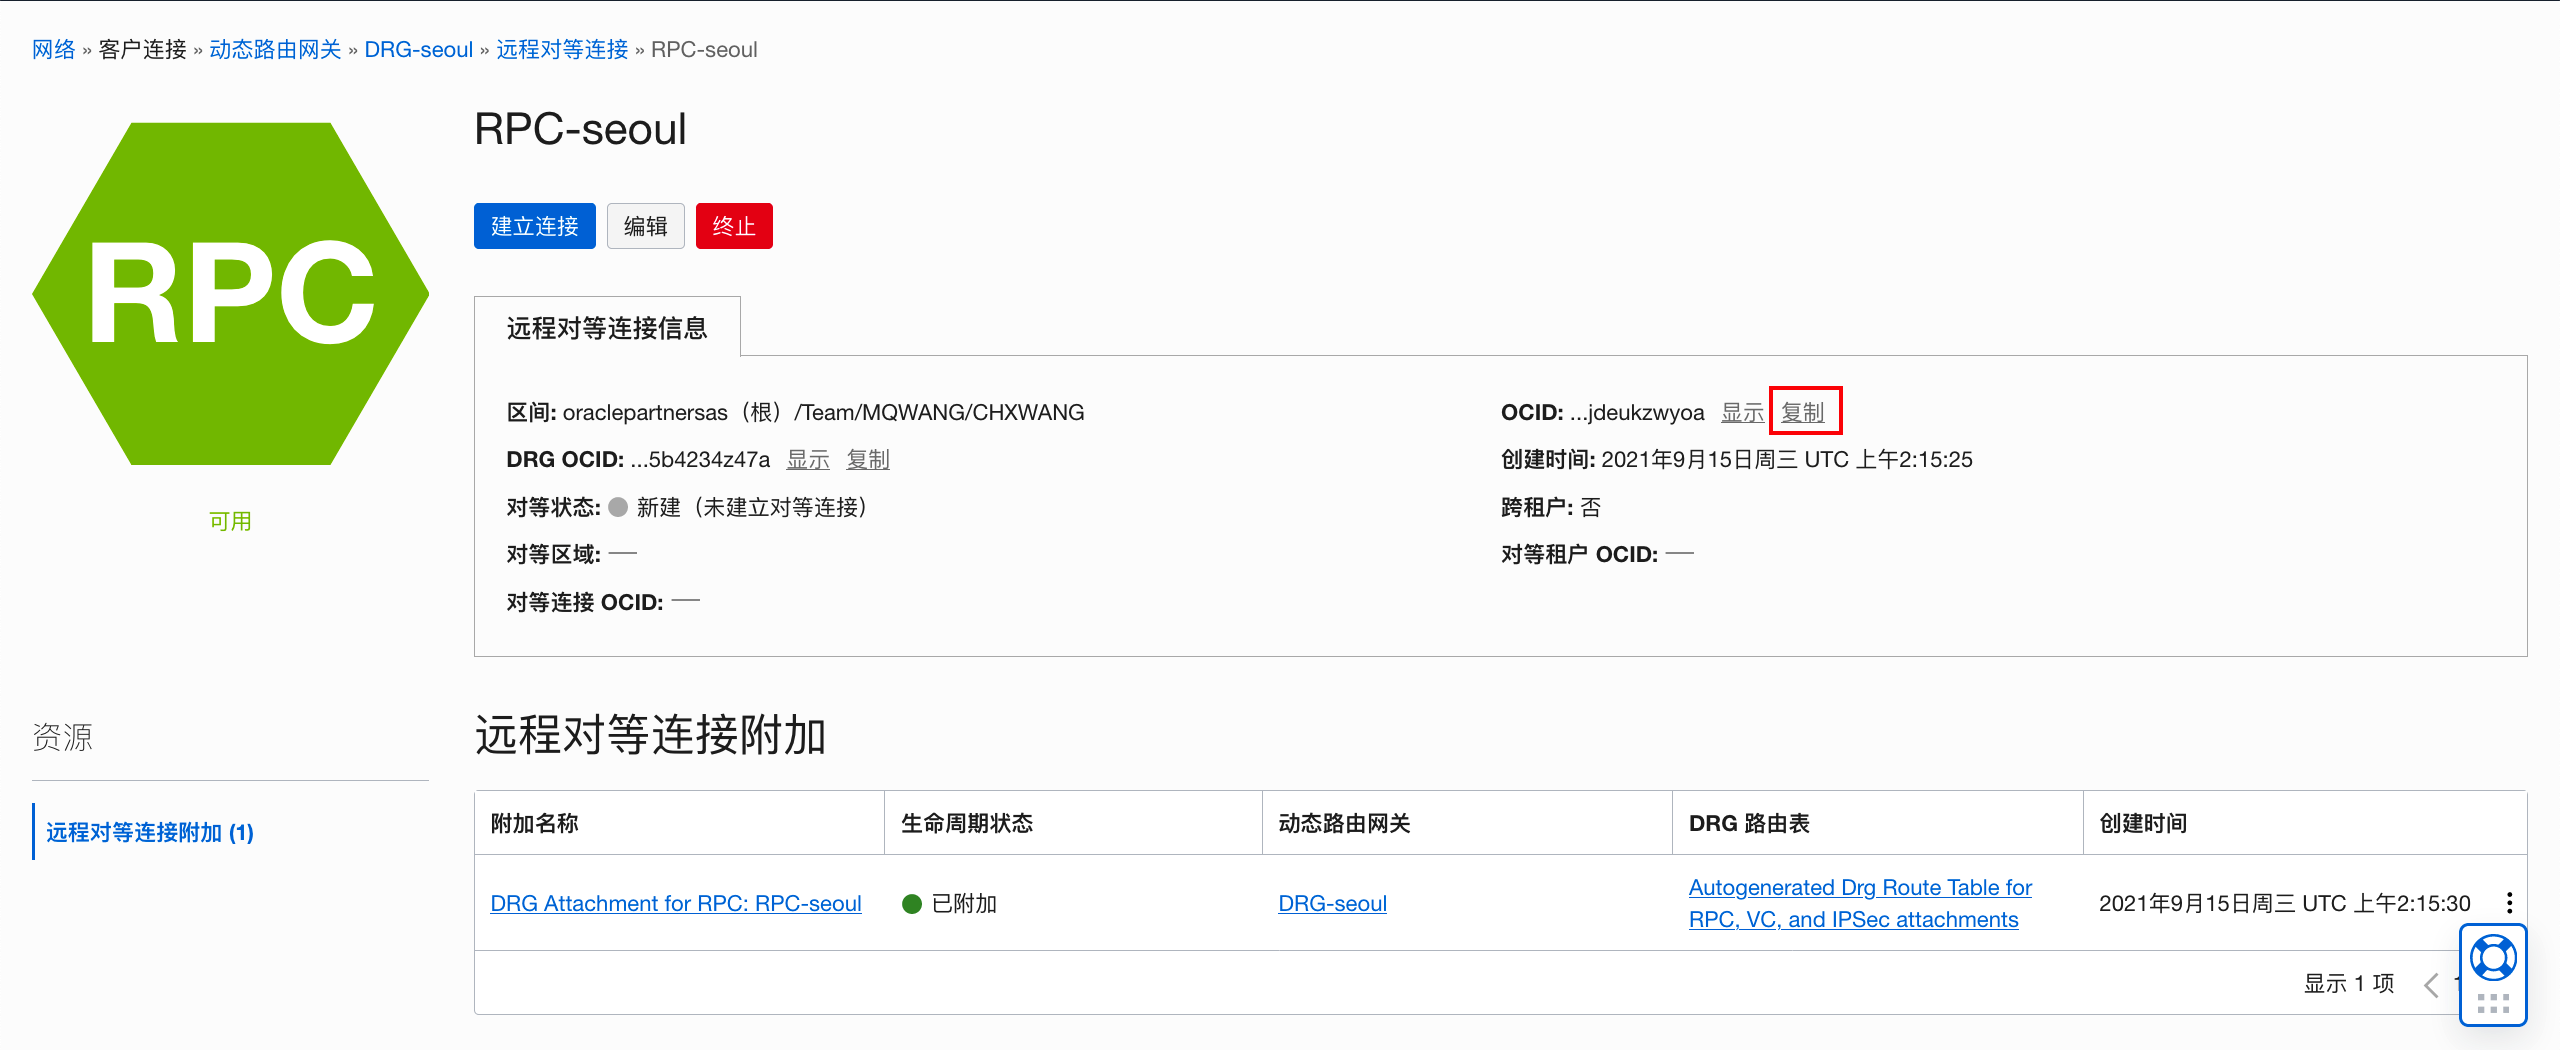 网络 » 客户连接 » 动态路由网关 » DRG-seoul » 远程对等连接 » RPC-seoul
RPC
可用
RPC-seoul
建立连接 编辑 终止
远程对等连接信息
区间: oraclepartnersas（根）/Team/MQWANG/CHXWANG
DRG OCID: ...5b4234z47a 显示 复制
对等状态: 新建（未建立对等连接）
对等区域: —
对等连接 OCID: —
OCID: ...jdeukzwyoa 显示 复制
创建时间: 2021年9月15日周三 UTC 上午2:15:25
跨租户: 否
对等租户 OCID: —
资源
远程对等连接附加 (1)
远程对等连接附加
附加名称 生命周期状态 动态路由网关 DRG 路由表 创建时间
DRG Attachment for RPC: RPC-seoul 已附加 DRG-seoul Autogenerated Drg Route Table for
RPC, VC, and IPSec attachments 2021年9月15日周三 UTC 上午2:15:30
显示 1 项